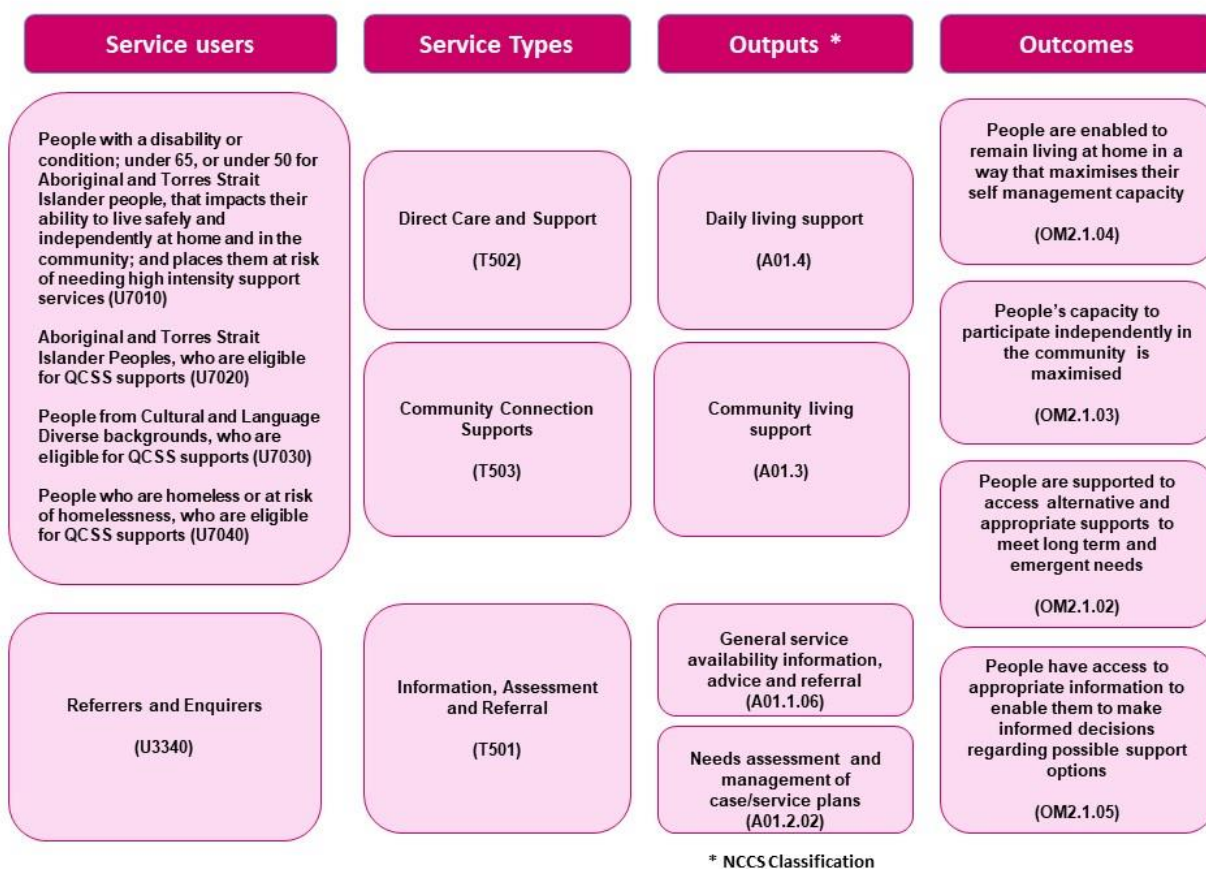 Service users
People with a disability or
condition; under 65, or under 50 for
Aboriginal and Torres Strait
Islander people, that impacts their
ability to live safely and
independently at home and in the
community; and places them at risk
of needing high intensity support
services (U7010)
Aboriginal and Torres Strait
Islander Peoples, who are eligible
for QCSS supports (U7020)
People from Cultural and Language
Diverse backgrounds, who are
eligible for QCSS supports (U7030)
People who are homeless or at risk
of homelessness, who are eligible
for QCSS supports (U7040)
Referrers and Enquirers
(U3340)
Service Types
Direct Care and Support
(T502)
Community Connection
Supports
(T503)
Information, Assessment
and Referral
(T501)
Outputs *
Daily living support
(A01.4)
Community living
support
(A01.3)
General service
availability information,
advice and referral
(A01.1.06)
Needs assessment and
management of
case/service plans
(A01.2.02)
* NCCS Classification
Outcomes
People are enabled to
remain living at home in a
way that maximises their
self management capacity
(OM2.1.04)
People's capacity to
participate independently in
the community is
maximised
(OM2.1.03)
People are supported to
access alternative and
appropriate supports to
meet long term and
emergent needs
(OM2.1.02)
People have access to
appropriate information to
enable them to make
informed decisions
regarding possible support
options
(OM2.1.05)